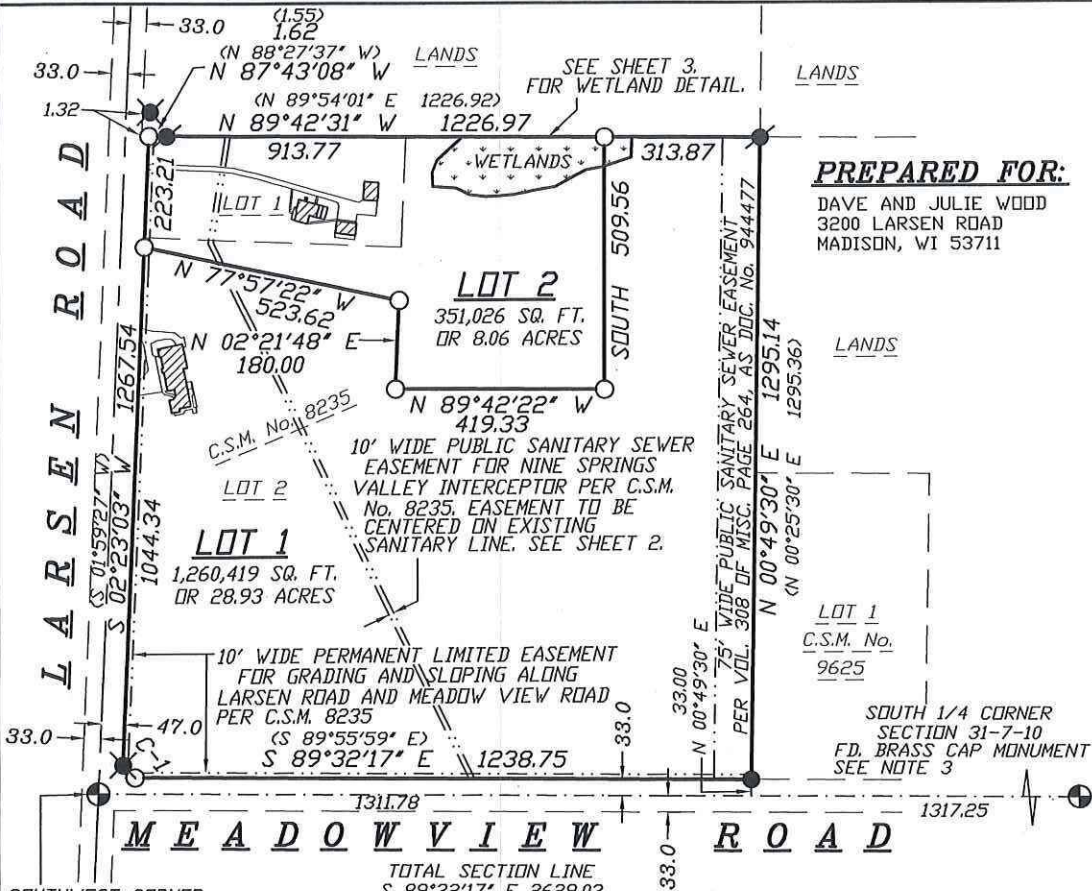 33.0
(1.55)
1.62
(N 88°27'37" W)
N 87°43'08" W
33.0
1.32
LANDS
SEE SHEET 3.
FOR WETLAND DETAIL.
LANDS
(N 89°54'01" E 1226.92)
N 89°42'31" W 1226.97
913.77
313.87
WETLANDS
PREPARED FOR:
DAVE AND JULIE WOOD
3200 LARSEN ROAD
MADISON, WI 53711
223.21
LOT 1
N 77°57'22" W
523.62
LOT 2
351,026 SQ. FT.
OR 8.06 ACRES
SOUTH 509.56
N 02°21'48" E
180.00
N 89°42'22" W
419.33
LANDS
LARSEN ROAD
1267.54
(S 01°59'27" W)
S 02°23'03" W
1044.34
C.S.M. No. 8235
LOT 2
10' WIDE PUBLIC SANITARY SEWER
EASEMENT FOR NINE SPRINGS
VALLEY INTERCEPTOR PER C.S.M.
No. 8235. EASEMENT TO BE
CENTERED ON EXISTING
SANITARY LINE. SEE SHEET 2.
75' WIDE PUBLIC SANITARY SEWER EASEMENT
PER VOL. 308 OF MISC. PAGE 264, AS DOC. No. 944477
N 00°49'30" E 1295.14
(N 00°25'30" E 1295.36)
LOT 1
1,260,419 SQ. FT.
OR 28.93 ACRES
LOT 1
C.S.M. No.
9625
10' WIDE PERMANENT LIMITED EASEMENT
FOR GRADING AND SLOPING ALONG
LARSEN ROAD AND MEADOW VIEW ROAD
PER C.S.M. 8235
(S 89°55'59" E)
S 89°32'17" E 1238.75
33.0
33.00
N 00°49'30" E
47.0
33.0
C-1
SOUTH 1/4 CORNER
SECTION 31-7-10
FD. BRASS CAP MONUMENT
SEE NOTE 3
1311.78
1317.25
MEADOW VIEW ROAD
33.0
TOTAL SECTION LINE
S 89°32'17" E 2629.03
SOUTHWEST CORNER